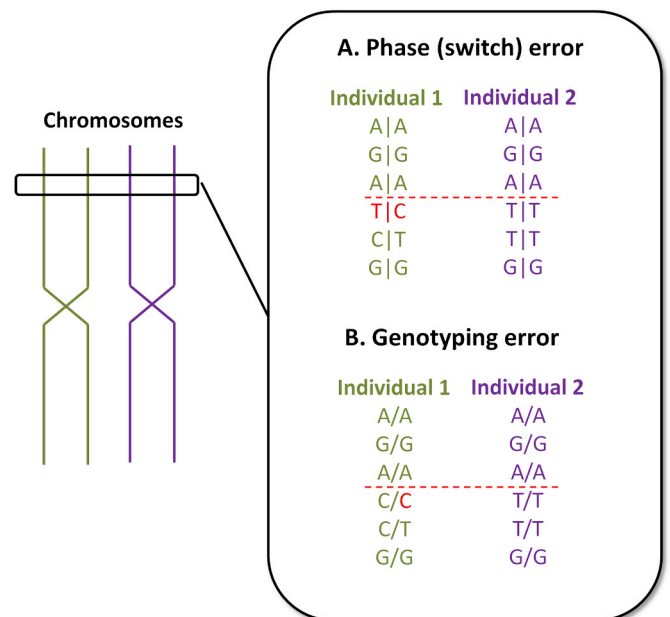 Chromosomes
A. Phase (switch) error
Individual 1 Individual 2
A|A A|A
G|G G|G
A|A A|A
T|C T|T
C|T T|T
G|G G|G
B. Genotyping error
Individual 1 Individual 2
A/A A/A
G/G G/G
A/A A/A
C/C T/T
C/T T/T
G/G G/G